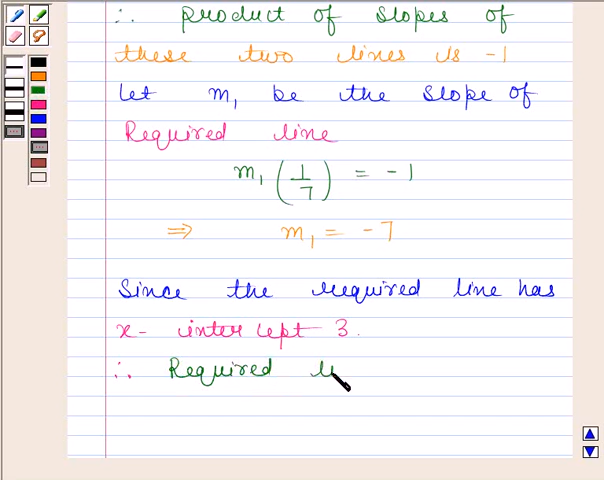 ∴ product of slopes of
these two lines is -1
Let m₁ be the slope of
Required line
m₁ (1/7) = -1
⇒ m₁ = -7
Since the required line has
x- intercept 3.
∴ Required li